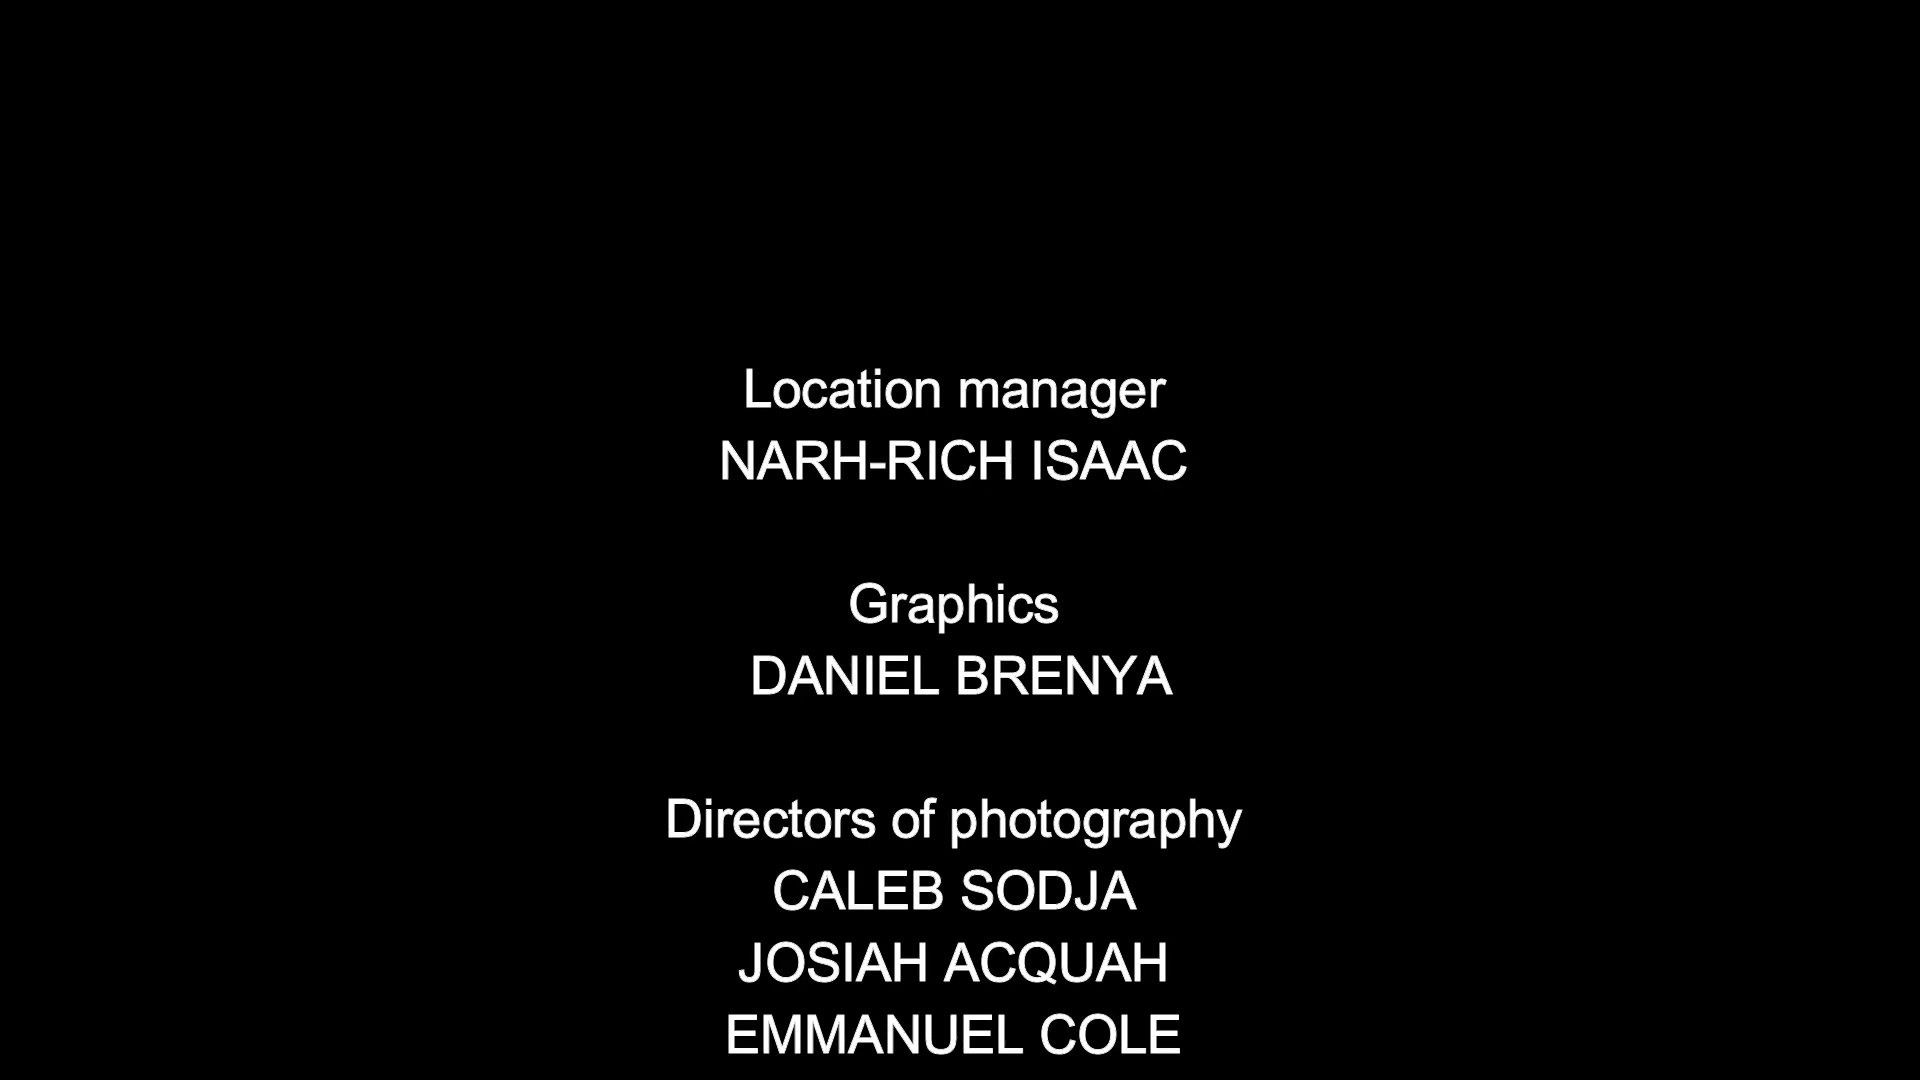 Location manager
NARH-RICH ISAAC
Graphics
DANIEL BRENYA
Directors of photography
CALEB SODJA
JOSIAH ACQUAH
EMMANUEL COLE